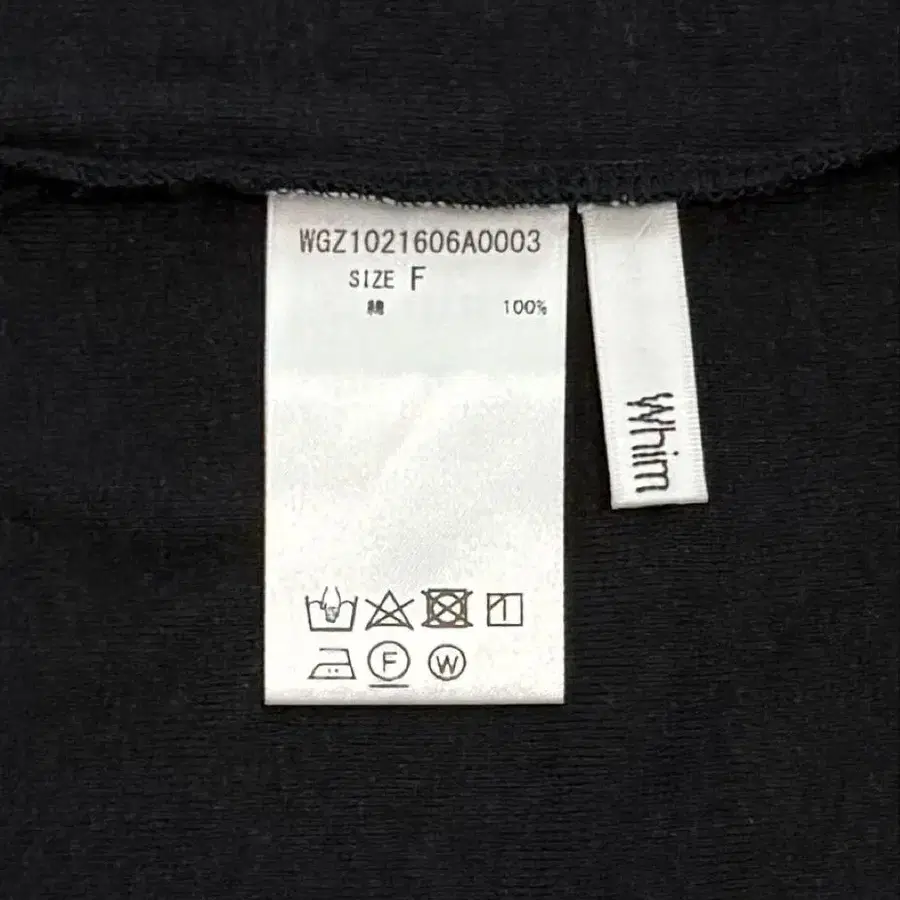 WGZ1021606A0003
SIZE F
綿 100%
F W
Whim